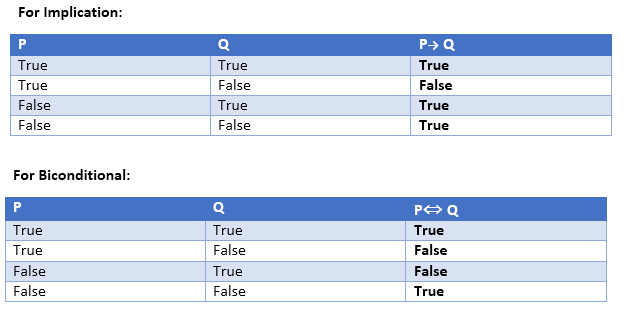 For Implication:
P Q P→ Q
True True True
True False False
False True True
False False True
For Biconditional:
P Q P⇔ Q
True True True
True False False
False True False
False False True